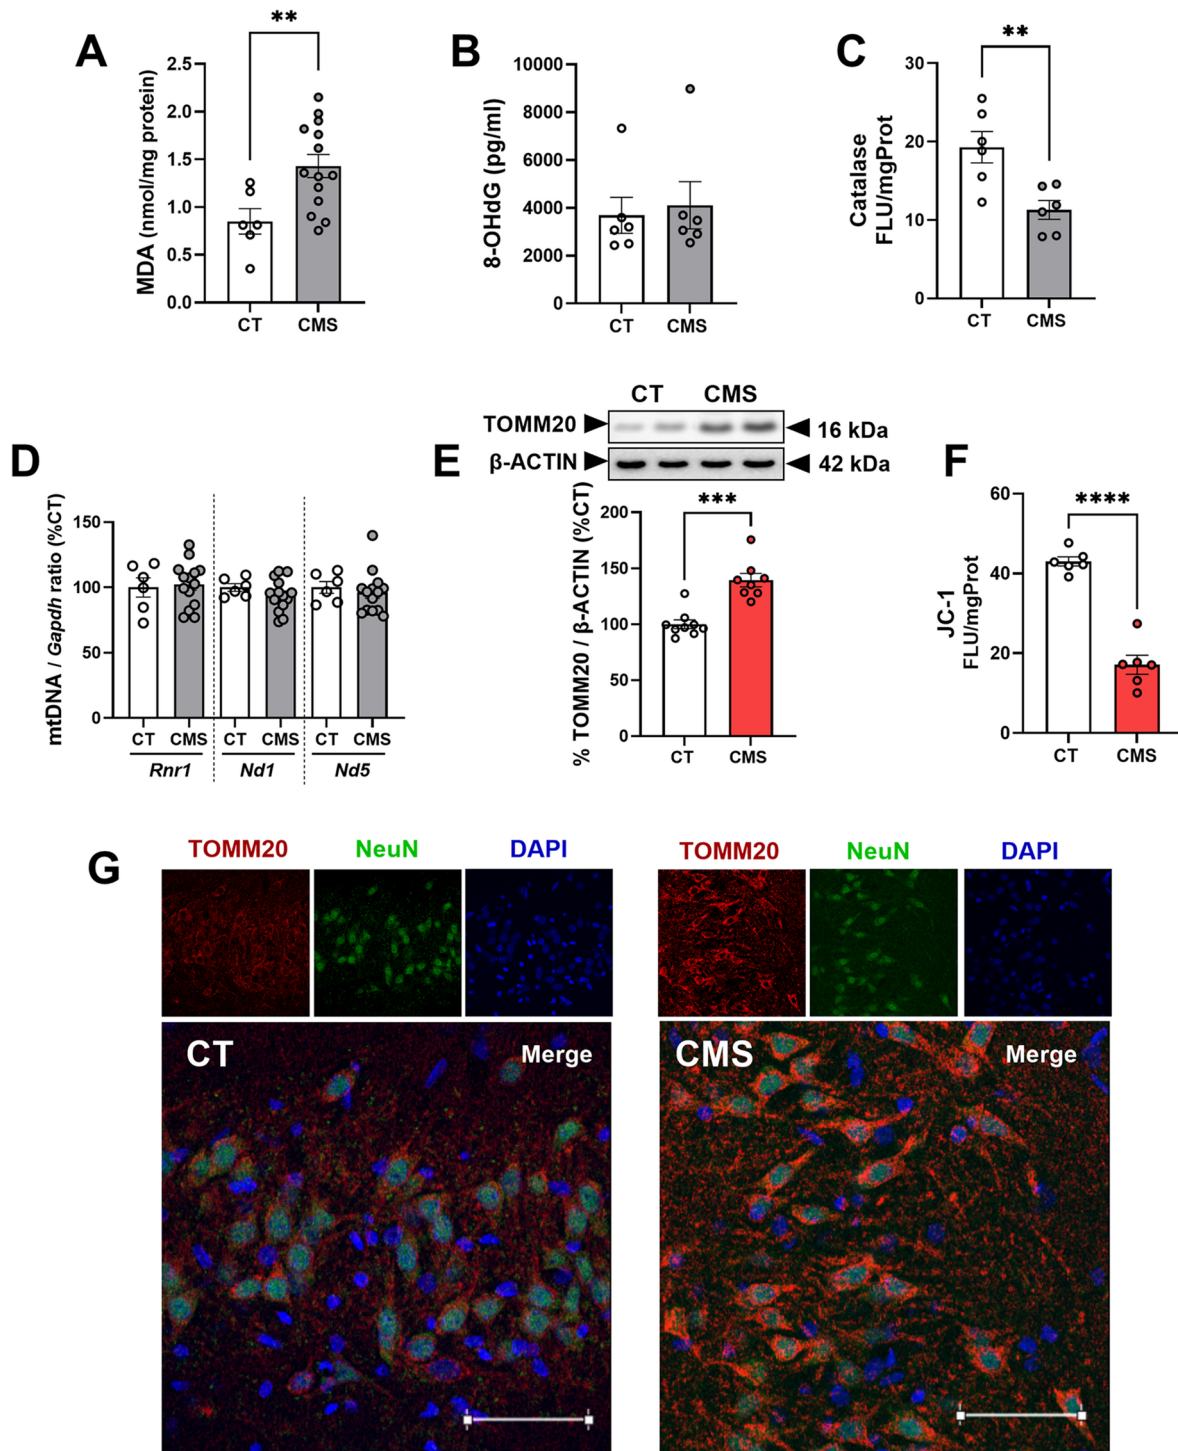 A
**
MDA (nmol/mg protein)
2.5
2.0
1.5
1.0
0.5
0.0
CT CMS
B
8-OHdG (pg/ml)
10000
8000
6000
4000
2000
0
CT CMS
C
**
Catalase
FLU/mgProt
30
20
10
0
CT CMS
D
mtDNA / Gapdh ratio (%CT)
150
100
50
0
CT CMS CT CMS CT CMS
Rnr1 Nd1 Nd5
E
CT CMS
TOMM20 16 kDa
β-ACTIN 42 kDa
***
% TOMM20 / β-ACTIN (%CT)
200
150
100
50
0
CT CMS
F
****
JC-1
FLU/mgProt
60
40
20
0
CT CMS
G
TOMM20 NeuN DAPI
CT Merge
TOMM20 NeuN DAPI
CMS Merge